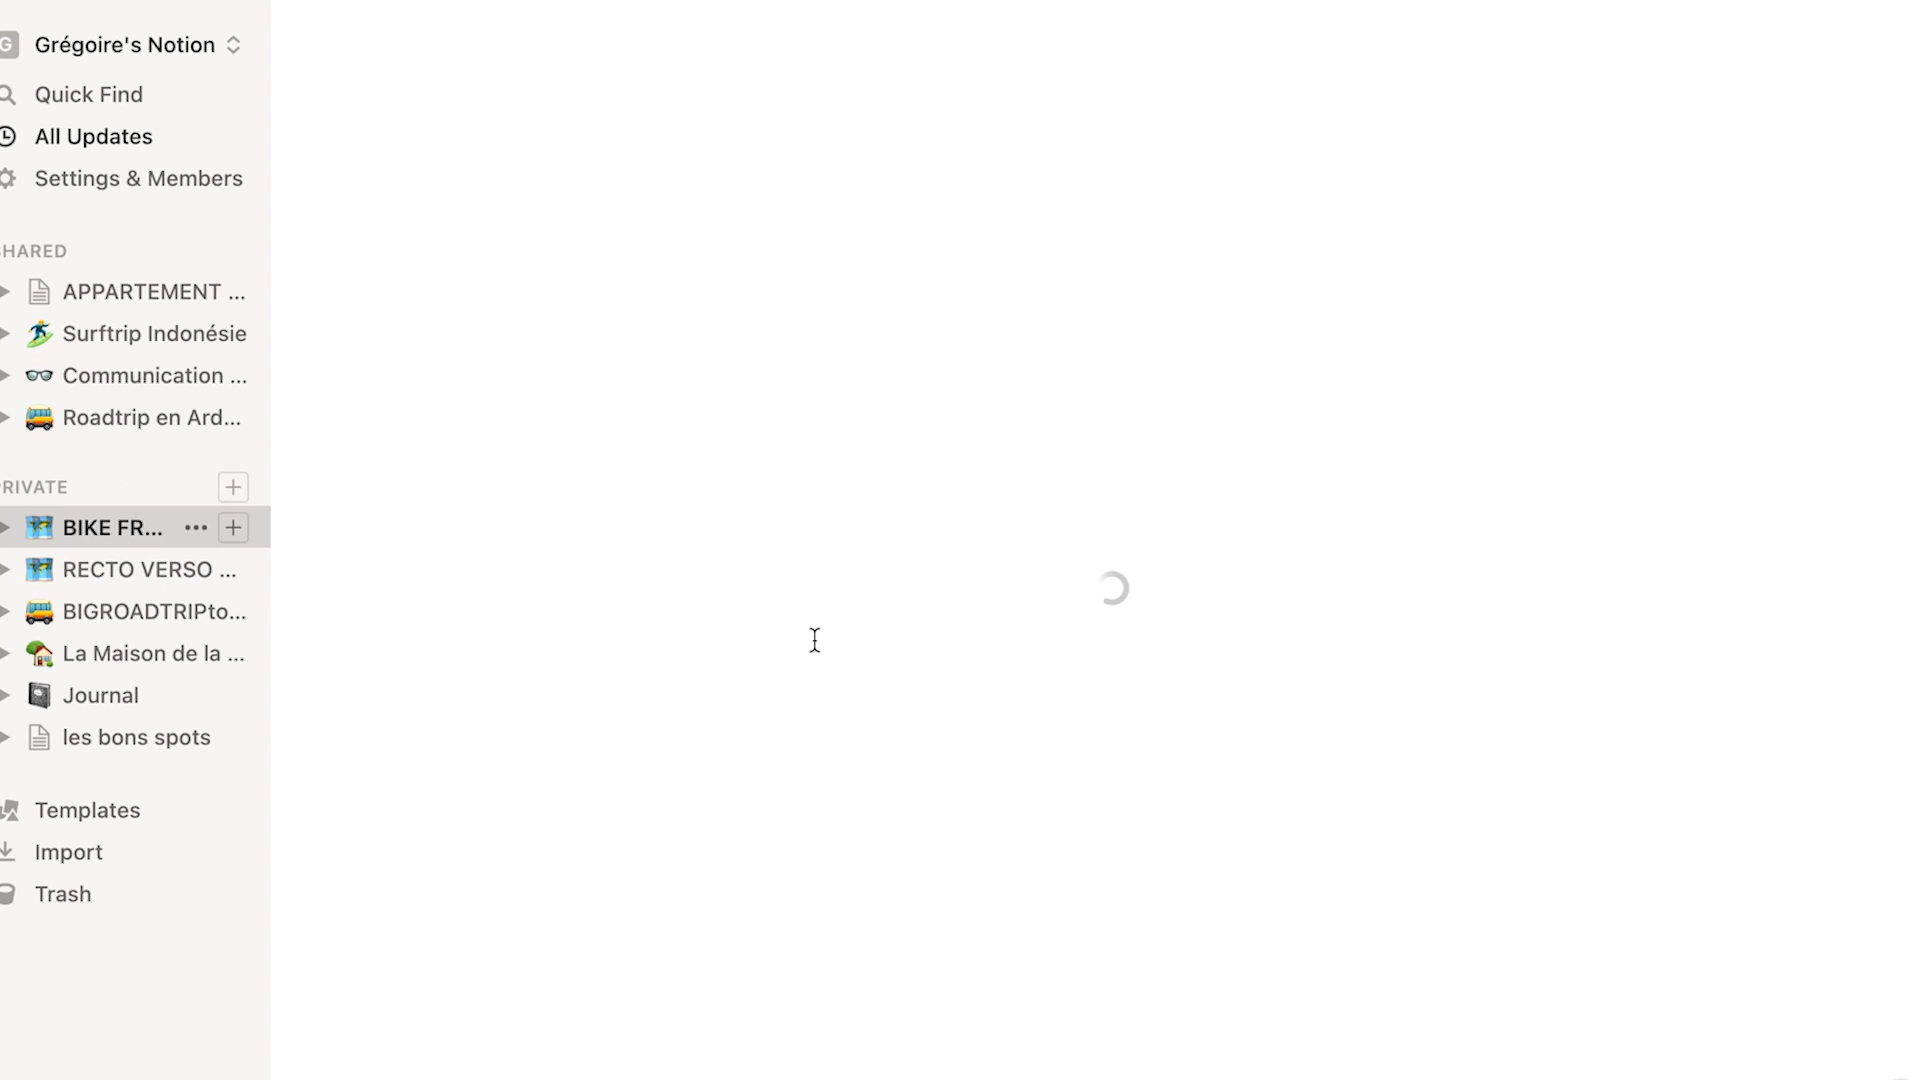 G Grégoire's Notion
Quick Find
All Updates
Settings & Members
HARED
APPARTEMENT ...
Surftrip Indonésie
Communication ...
Roadtrip en Ard...
RIVATE
BIKE FR...
RECTO VERSO ...
BIGROADTRIPto...
La Maison de la ...
Journal
les bons spots
Templates
Import
Trash